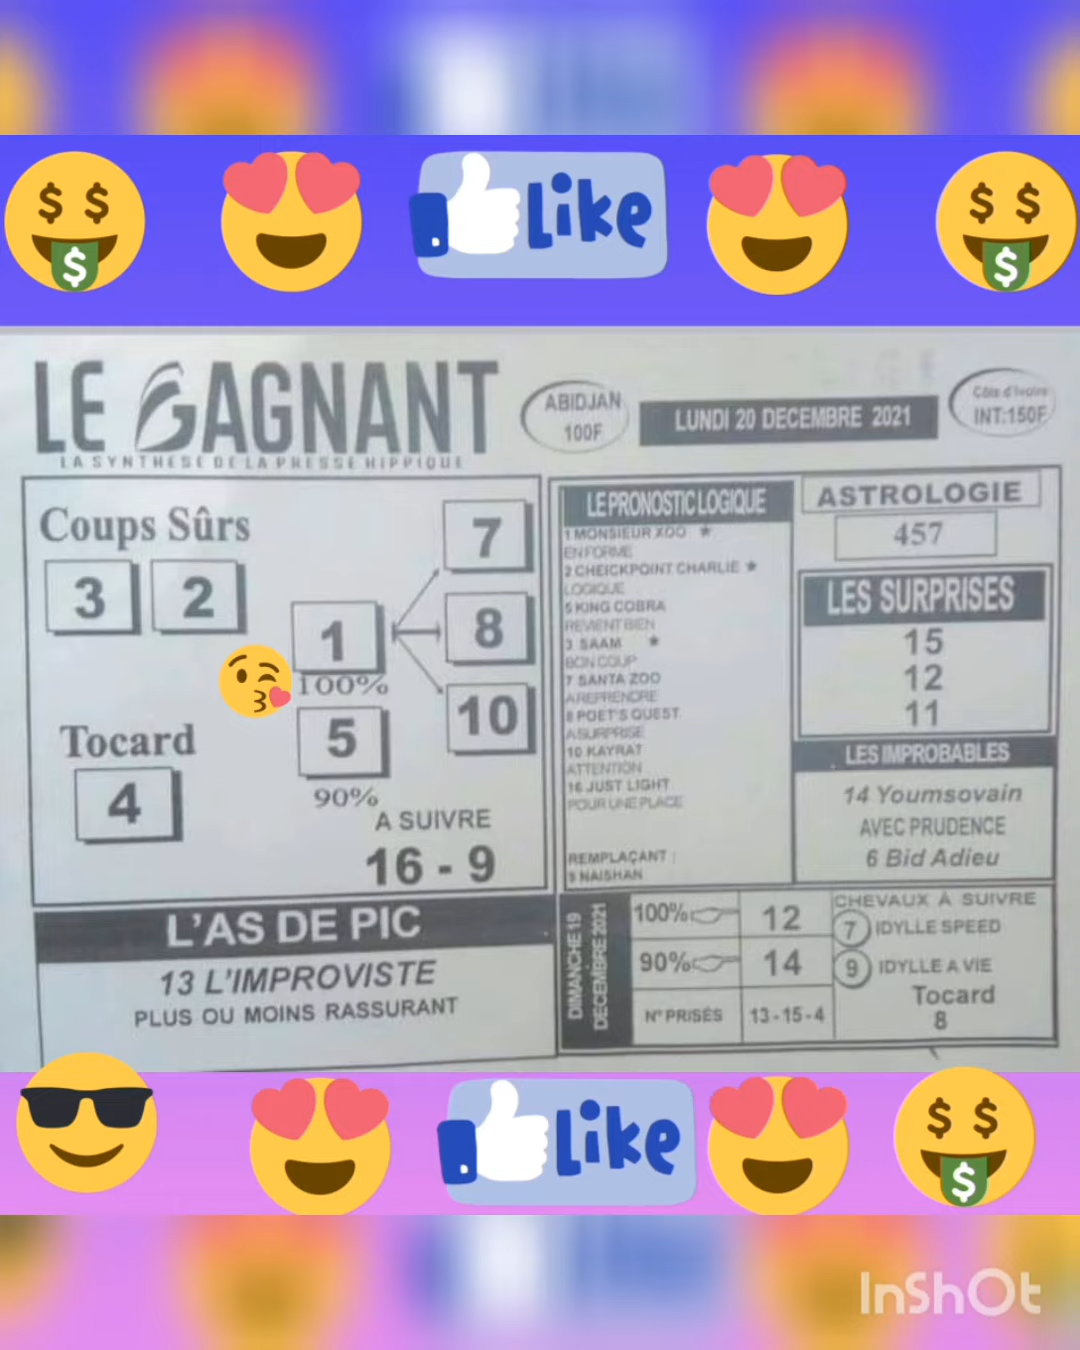 Like
LE GAGNANT
LA SYNTHESE DE LA PRESSE HIPPIQUE
ABIDJAN
100F
LUNDI 20 DECEMBRE 2021
Côte d'Ivoire
INT:150F
Coups Sûrs
3 2
1
100%
5
90%
7
8
10
Tocard
4
A SUIVRE
16 - 9
L'AS DE PIC
13 L'IMPROVISTE
PLUS OU MOINS RASSURANT
LE PRONOSTIC LOGIQUE
1 MONSIEUR XOO ★
EN FORME
2 CHEICKPOINT CHARLIE ★
LOGIQUE
5 KING COBRA
REVIENT BIEN
3 SAAM ★
BON COUP
7 SANTA ZOO
A REPRENDRE
8 POET'S QUEST
A SURPRISE
10 KAYRAT
ATTENTION
16 JUST LIGHT
POUR UNE PLACE
REMPLAÇANT :
9 NAISHAN
ASTROLOGIE
457
LES SURPRISES
15
12
11
LES IMPROBABLES
14 Youmsovain
AVEC PRUDENCE
6 Bid Adieu
DIMANCHE 19
DECEMBRE 2021
100% 12
90% 14
N° PRISÉS 13-15-4
CHEVAUX À SUIVRE
7 IDYLLE SPEED
9 IDYLLE A VIE
Tocard
8
Like
InShOt